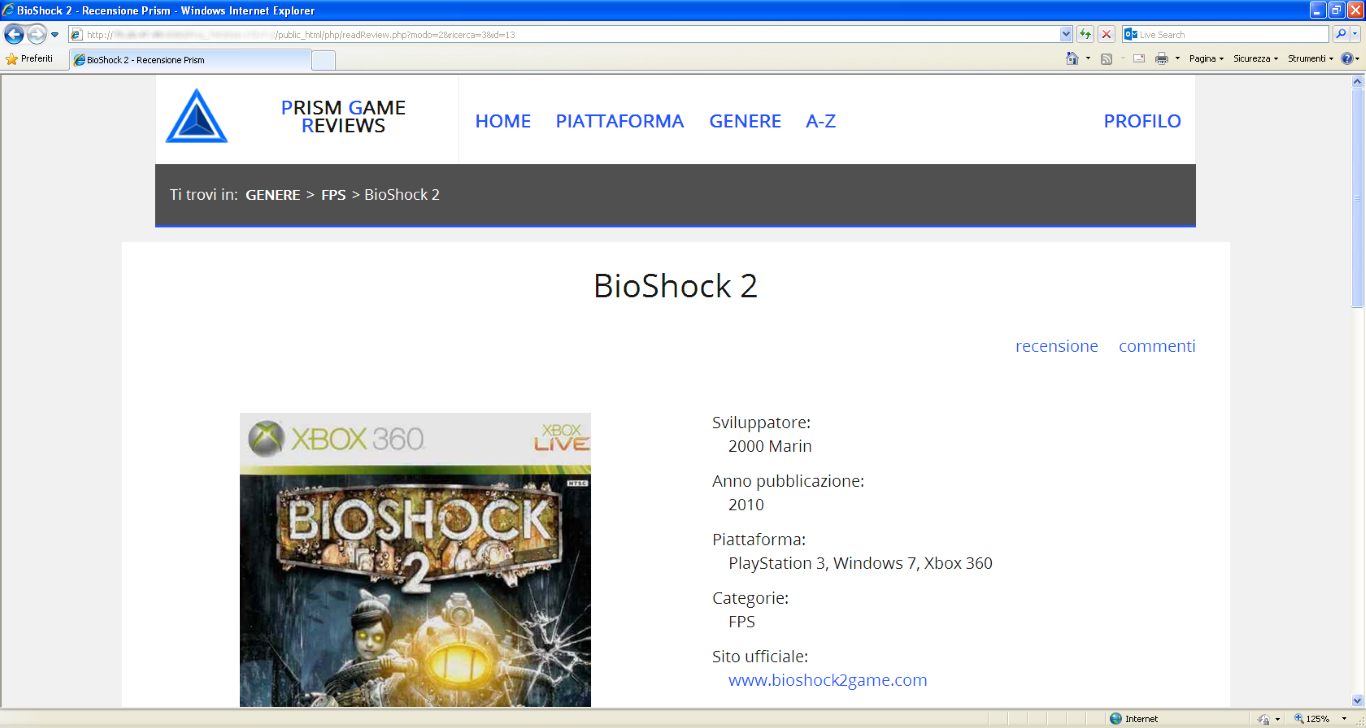 BioShock 2 - Recensione Prism - Windows Internet Explorer
http:// /public_html/php/readReview.php?modo=2&ricerca=3&id=13
Live Search
Preferiti
BioShock 2 - Recensione Prism
Pagina
Sicurezza
Strumenti
PRISM GAME
REVIEWS
HOME PIATTAFORMA GENERE A-Z PROFILO
Ti trovi in: GENERE > FPS > BioShock 2
BioShock 2
recensione commenti
XBOX 360
XBOX
LIVE
NTSC
BIOSHOCK
2
Sviluppatore:
2000 Marin
Anno pubblicazione:
2010
Piattaforma:
PlayStation 3, Windows 7, Xbox 360
Categorie:
FPS
Sito ufficiale:
www.bioshock2game.com
Internet
125%